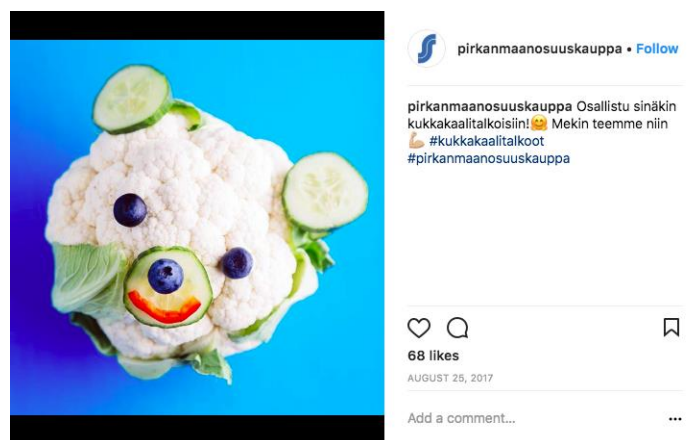 pirkanmaanosuuskauppa • Follow
pirkanmaanosuuskauppa Osallistu sinäkin
kukkakaalitalkoisiin!🤗 Mekin teemme niin
💪🏼 #kukkakaalitalkoot
#pirkanmaanosuuskauppa
68 likes
AUGUST 25, 2017
Add a comment...